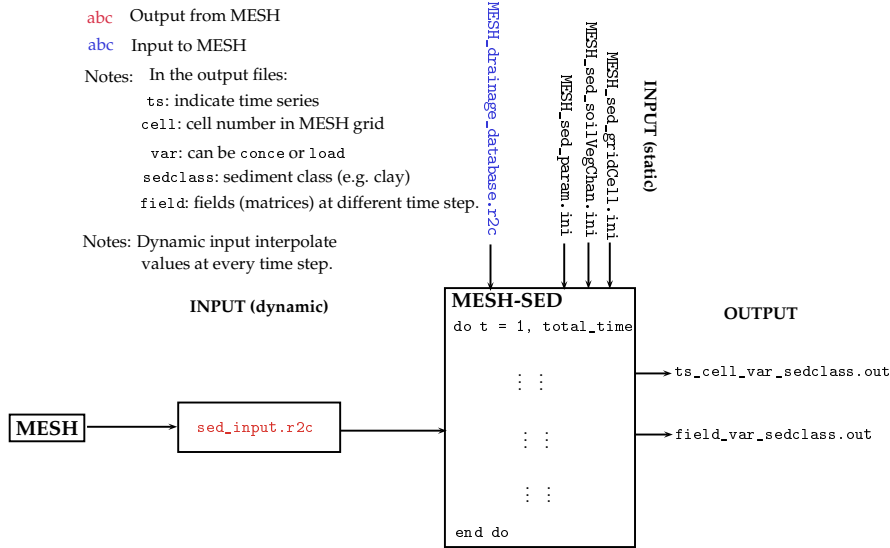 abc Output from MESH
abc Input to MESH
Notes: In the output files:
ts: indicate time series
cell: cell number in MESH grid
var: can be conce or load
sedclass: sediment class (e.g. clay)
field: fields (matrices) at different time step.
Notes: Dynamic input interpolate
values at every time step.
MESH_drainage_database.r2c
MESH_sed_param.ini
MESH_sed_soilVegChan.ini
MESH_sed_gridCell.ini
INPUT (static)
INPUT (dynamic)
MESH-SED
OUTPUT
do t = 1, total_time
ts_cell_var_sedclass.out
MESH
sed_input.r2c
field_var_sedclass.out
end do